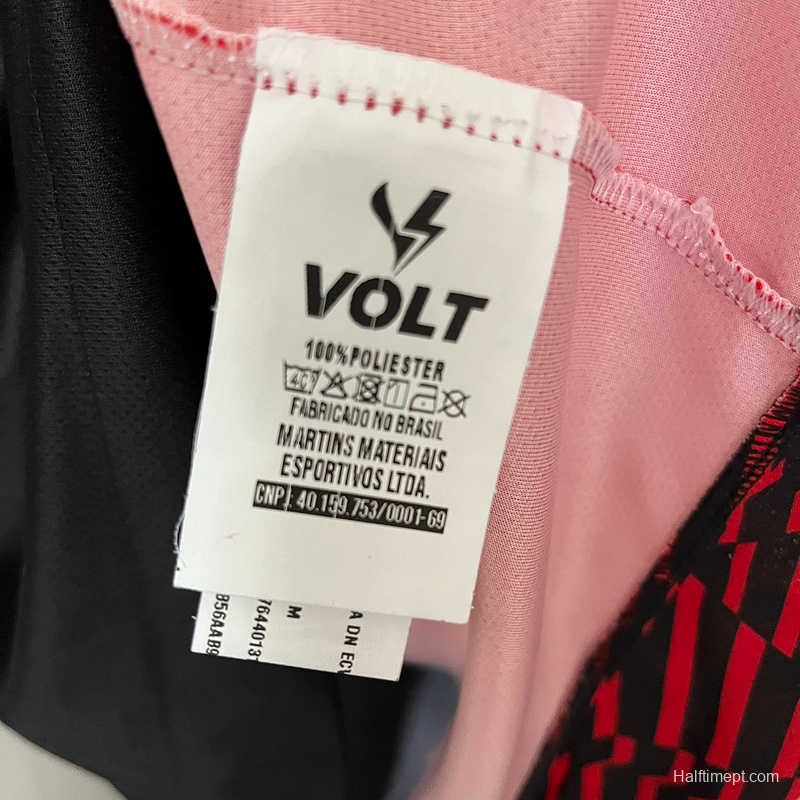 VOLT
100% POLIESTER
40°
FABRICADO NO BRASIL
MARTINS MATERIAIS
ESPORTIVOS LTDA.
CNPJ: 40.159.753/0001-69
M
Halftimept.com